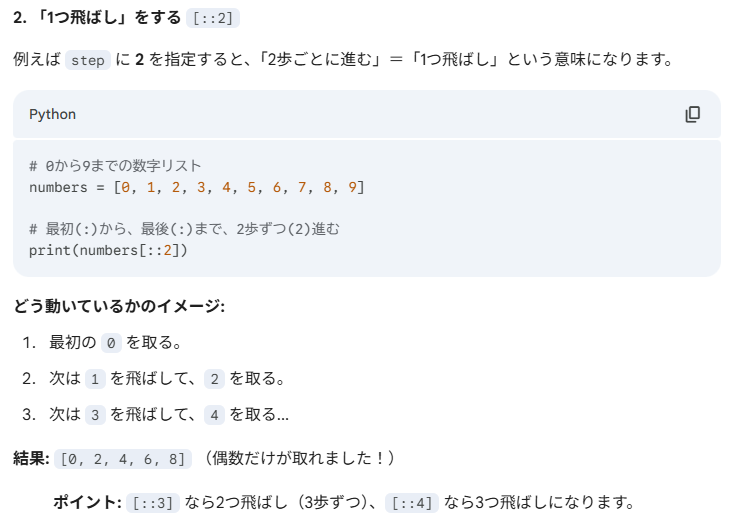 2. 「1つ飛ばし」をする [::2]
例えば step に 2 を指定すると、「2歩ごとに進む」＝「1つ飛ばし」という意味になります。
Python
# 0から9までの数字リスト
numbers = [0, 1, 2, 3, 4, 5, 6, 7, 8, 9]
# 最初(:)から、最後(:)まで、2歩ずつ(2)進む
print(numbers[::2])
どう動いているかのイメージ:
1. 最初の 0 を取る。
2. 次は 1 を飛ばして、 2 を取る。
3. 次は 3 を飛ばして、 4 を取る...
結果: [0, 2, 4, 6, 8] （偶数だけが取れました！）
ポイント: [::3] なら2つ飛ばし（3歩ずつ）、 [::4] なら3つ飛ばしになります。